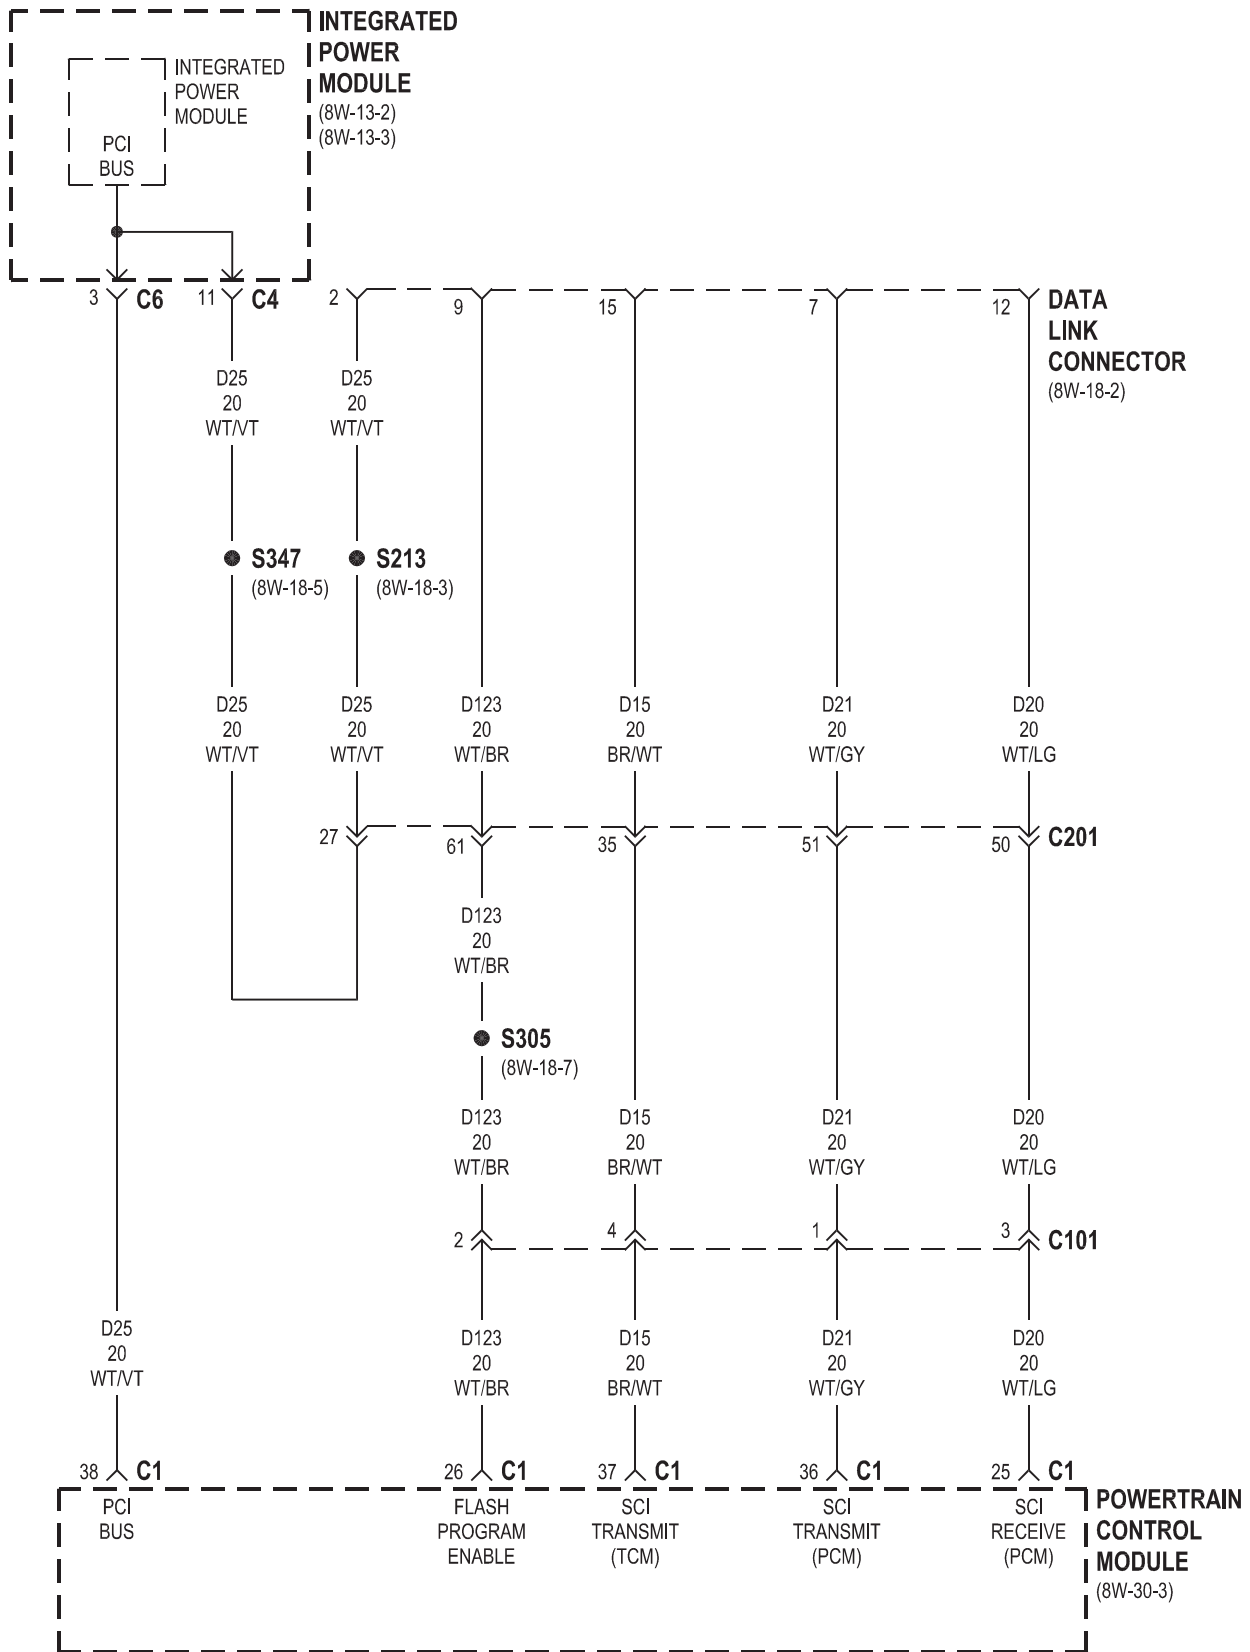 INTEGRATED
POWER
MODULE
(8W-13-2)
(8W-13-3)
INTEGRATED
POWER
MODULE
PCI
BUS
3 C6
11 C4
2
9
15
7
12
DATA
LINK
CONNECTOR
(8W-18-2)
D25
20
WT/VT
D25
20
WT/VT
S347
(8W-18-5)
S213
(8W-18-3)
D25
20
WT/VT
D25
20
WT/VT
D123
20
WT/BR
D15
20
BR/WT
D21
20
WT/GY
D20
20
WT/LG
27
61
35
51
50
C201
D123
20
WT/BR
S305
(8W-18-7)
D123
20
WT/BR
D15
20
BR/WT
D21
20
WT/GY
D20
20
WT/LG
2
4
1
3
C101
D25
20
WT/VT
D123
20
WT/BR
D15
20
BR/WT
D21
20
WT/GY
D20
20
WT/LG
38 C1
26 C1
37 C1
36 C1
25 C1
PCI
BUS
FLASH
PROGRAM
ENABLE
SCI
TRANSMIT
(TCM)
SCI
TRANSMIT
(PCM)
SCI
RECEIVE
(PCM)
POWERTRAIN
CONTROL
MODULE
(8W-30-3)